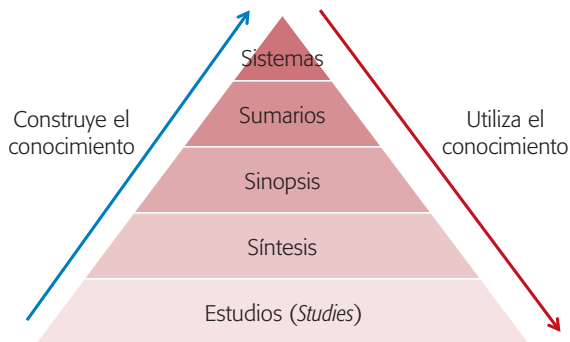 Sistemas
Sumarios
Construye el
conocimiento
Utiliza el
conocimiento
Sinopsis
Síntesis
Estudios (Studies)